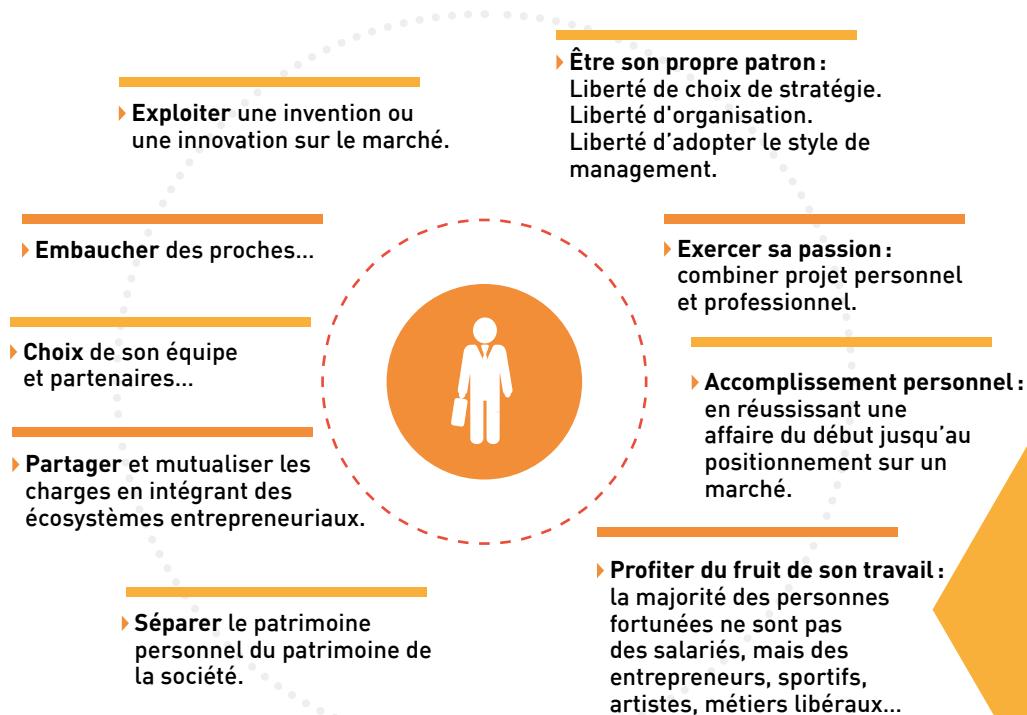 Être son propre patron :
Liberté de choix de stratégie.
Liberté d'organisation.
Liberté d’adopter le style de
management.
Exploiter une invention ou
une innovation sur le marché.
Embaucher des proches...
Exercer sa passion :
combiner projet personnel
et professionnel.
Choix de son équipe
et partenaires...
Accomplissement personnel :
en réussissant une
affaire du début jusqu’au
positionnement sur un
marché.
Partager et mutualiser les
charges en intégrant des
écosystèmes entrepreneuriaux.
Profiter du fruit de son travail :
la majorité des personnes
fortunées ne sont pas
des salariés, mais des
entrepreneurs, sportifs,
artistes, métiers libéraux...
Séparer le patrimoine
personnel du patrimoine de
la société.